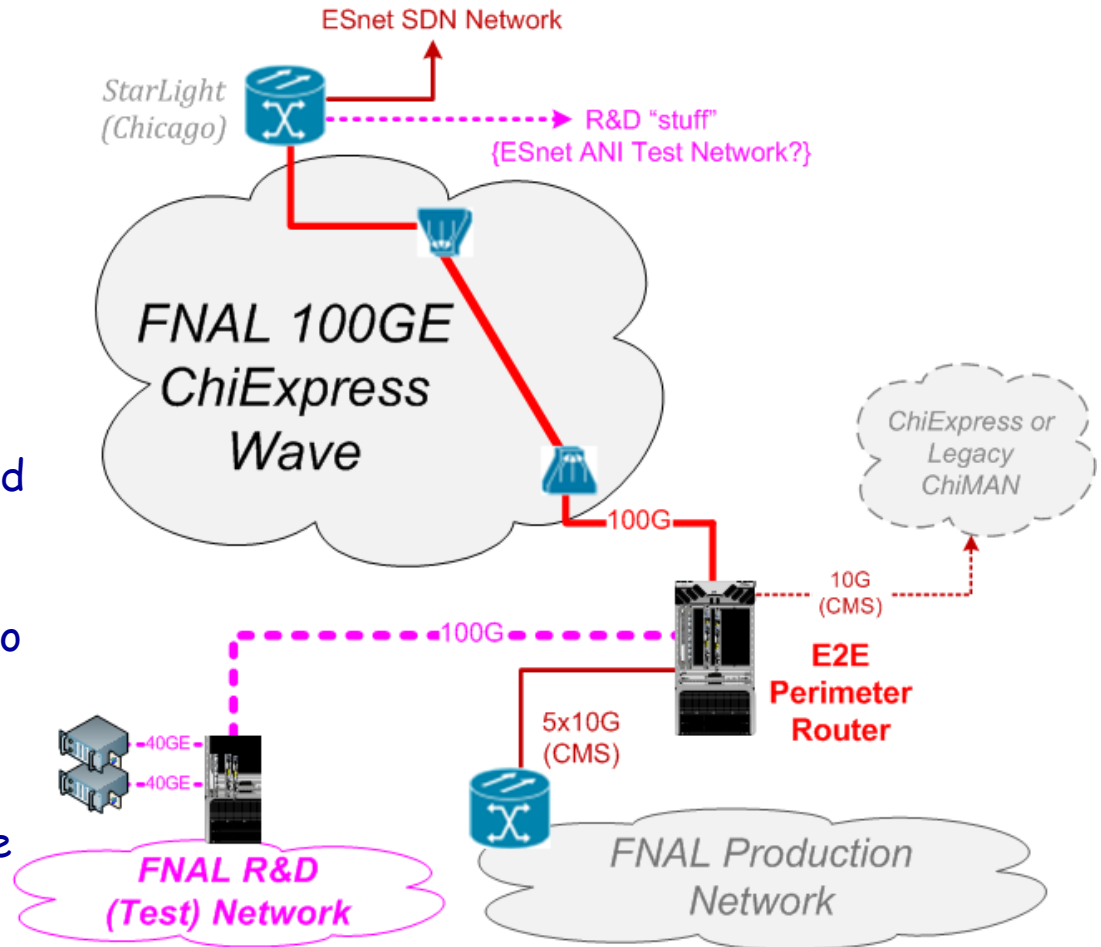 ESnet SDN Network
StarLight
(Chicago)
R&D “stuff”
{ESnet ANI Test Network?}
FNAL 100GE
ChiExpress
Wave
ChiExpress or
Legacy
ChiMAN
d
100G
10G
(CMS)
o
100G
E2E
Perimeter
Router
5x10G
(CMS)
40GE
40GE
e
FNAL R&D
(Test) Network
FNAL Production
Network